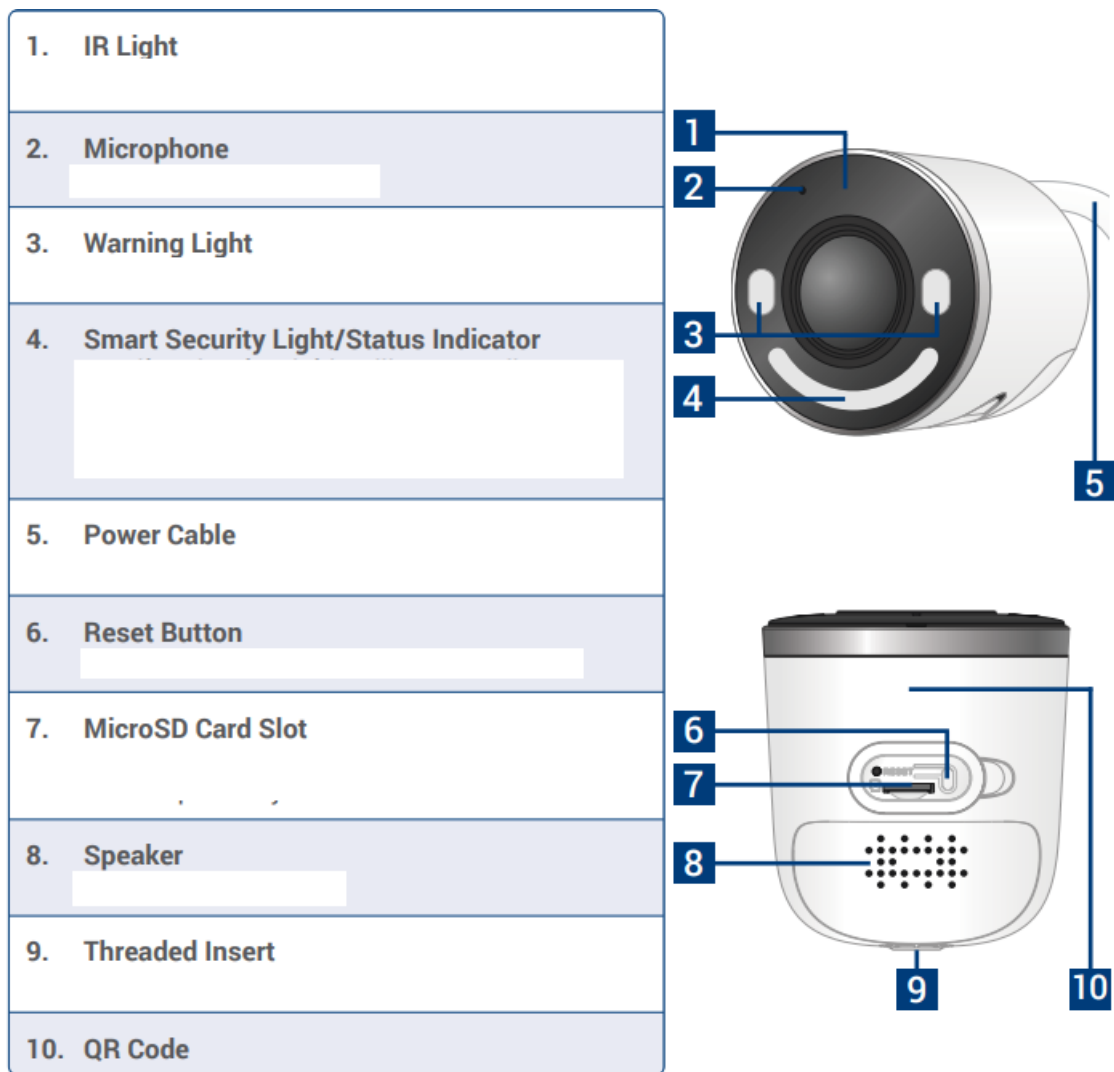 1. IR Light
2. Microphone
3. Warning Light
4. Smart Security Light/Status Indicator
5. Power Cable
6. Reset Button
7. MicroSD Card Slot
8. Speaker
9. Threaded Insert
10. QR Code
1
2
3
4
5
6
7
8
9
10
RESET